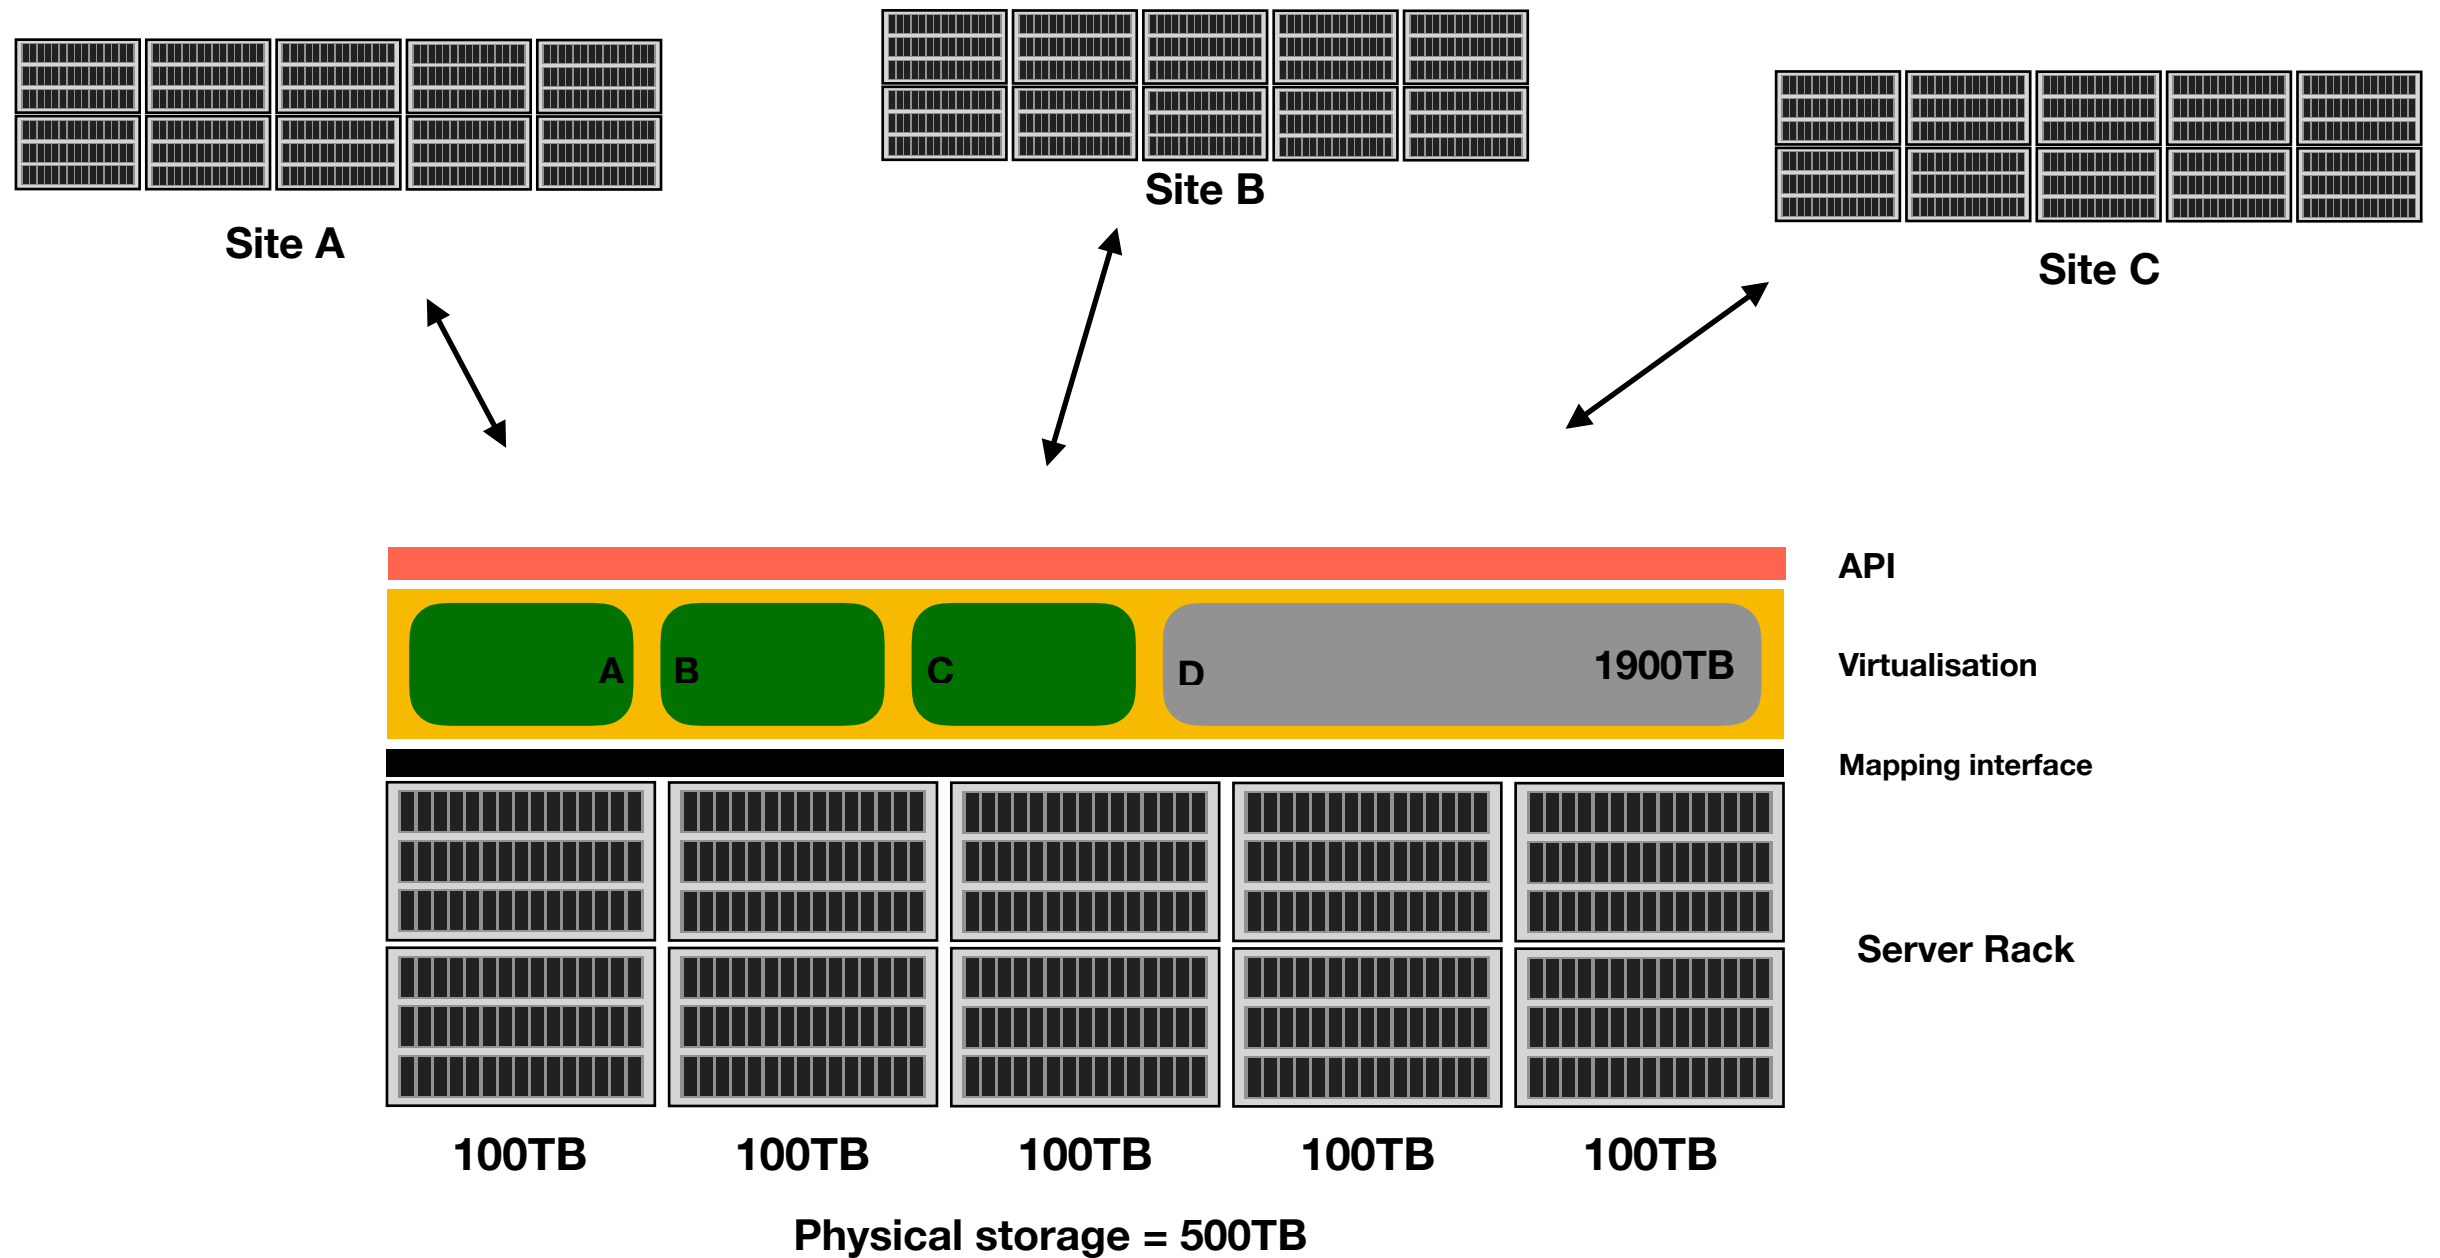 Site A
Site B
Site C
API
A B C D 1900TB
Virtualisation
Mapping interface
Server Rack
100TB 100TB 100TB 100TB 100TB
Physical storage = 500TB